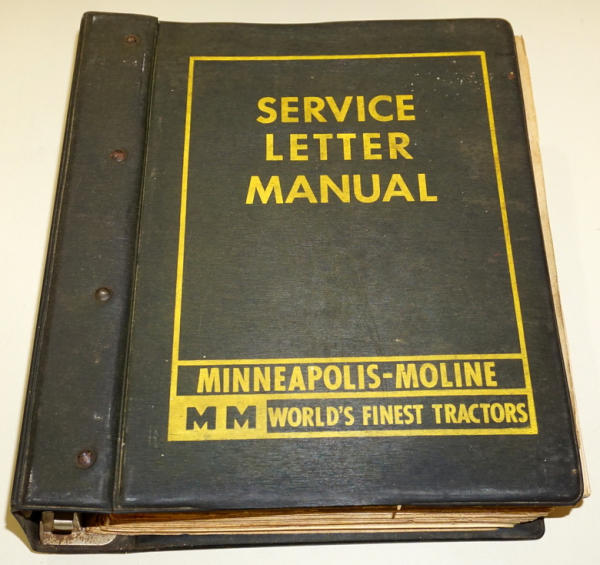 SERVICE
LETTER
MANUAL
MINNEAPOLIS-MOLINE
MM WORLD'S FINEST TRACTORS